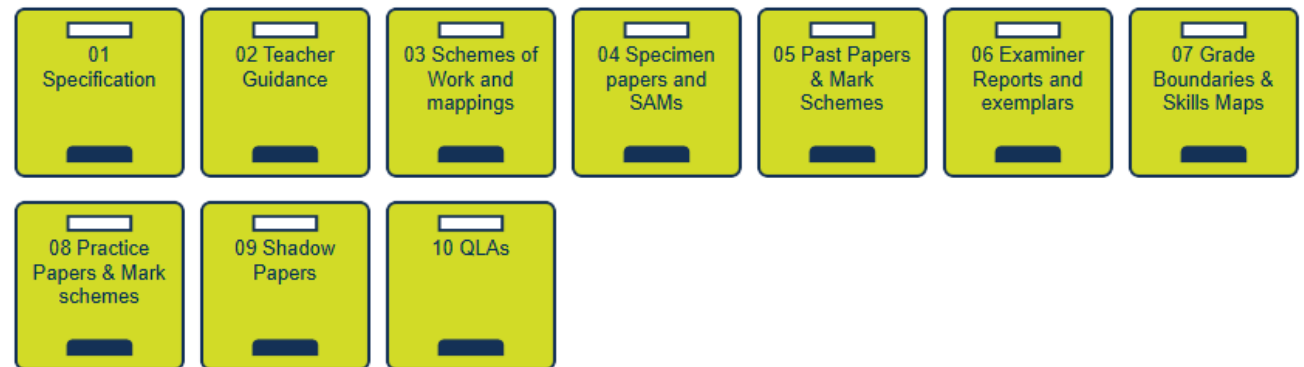 01
Specification
02 Teacher
Guidance
03 Schemes of
Work and
mappings
04 Specimen
papers and
SAMs
05 Past Papers
& Mark
Schemes
06 Examiner
Reports and
exemplars
07 Grade
Boundaries &
Skills Maps
08 Practice
Papers & Mark
schemes
09 Shadow
Papers
10 QLAs